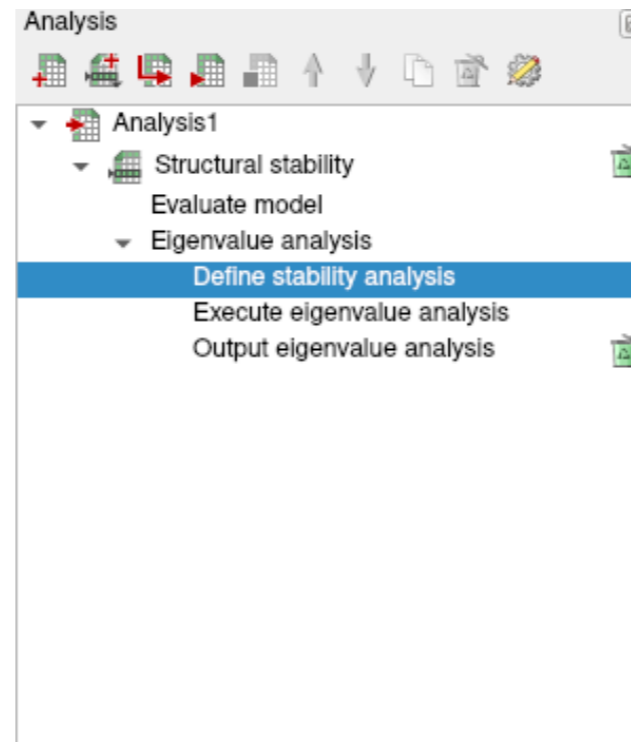 Analysis
Analysis1
Structural stability
Evaluate model
Eigenvalue analysis
Define stability analysis
Execute eigenvalue analysis
Output eigenvalue analysis